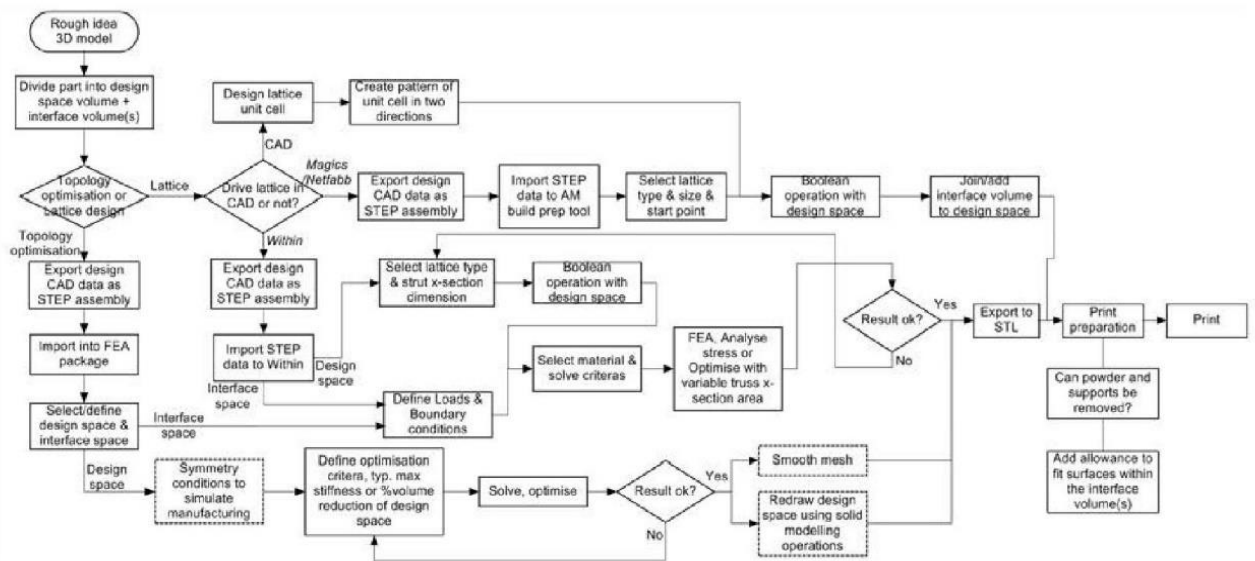 Rough idea
3D model
Divide part into design
space volume +
interface volume(s)
Topology
optimisation or
Lattice design
Lattice
Topology
optimisation
Export design
CAD data as
STEP assembly
Import into FEA
package
Select/define
design space &
interface space
Interface
space
Design
space
Design lattice
unit cell
Create pattern of
unit cell in two
directions
CAD
Drive lattice in
CAD or not?
Magics
/Netfabb
Export design
CAD data as
STEP assembly
Import STEP
data to AM
build prep tool
Select lattice
type & size &
start point
Boolean
operation with
design space
Join/add
interface volume
to design space
Within
Export design
CAD data as
STEP assembly
Import STEP
data to Within
Design
space
Interface
space
Select lattice type
& strut x-section
dimension
Boolean
operation with
design space
Define Loads &
Boundary
conditions
Select material &
solve criteras
FEA, Analyse
stress or
Optimise with
variable truss x-
section area
Result ok?
Yes
No
Export to
STL
Print
preparation
Print
Can powder and
supports be
removed?
Add allowance to
fit surfaces within
the interface
volume(s)
Symmetry
conditions to
simulate
manufacturing
Define optimisation
critera, typ. max
stiffness or %volume
reduction of design
space
Solve, optimise
Result ok?
Yes
No
Smooth mesh
Redraw design
space using solid
modelling
operations